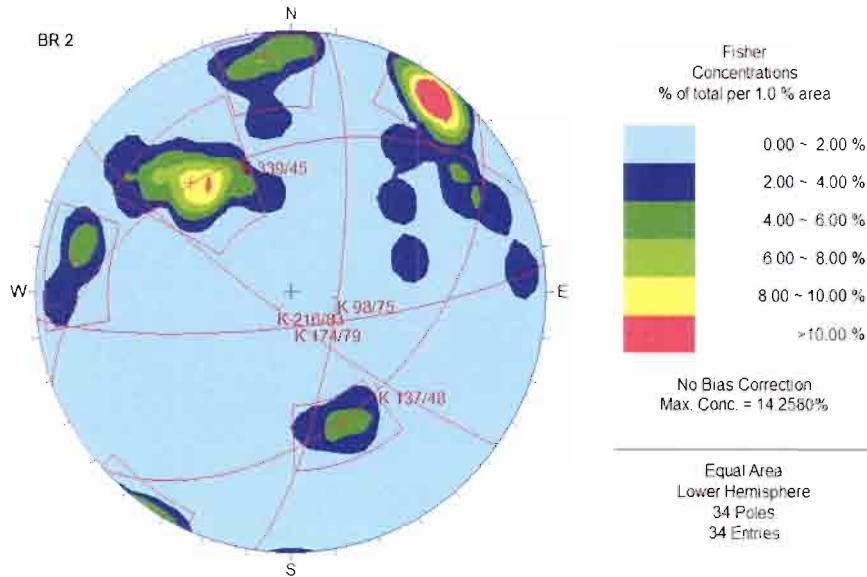 BR 2
N
K 339/45
W
E
K 98/75
K 216/83
K 174/79
K 137/48
S
Fisher
Concentrations
% of total per 1.0 % area
0.00 ~ 2.00 %
2.00 ~ 4.00 %
4.00 ~ 6.00 %
6.00 ~ 8.00 %
8.00 ~ 10.00 %
>10.00 %
No Bias Correction
Max. Conc. = 14.2580%
Equal Area
Lower Hemisphere
34 Poles
34 Entries